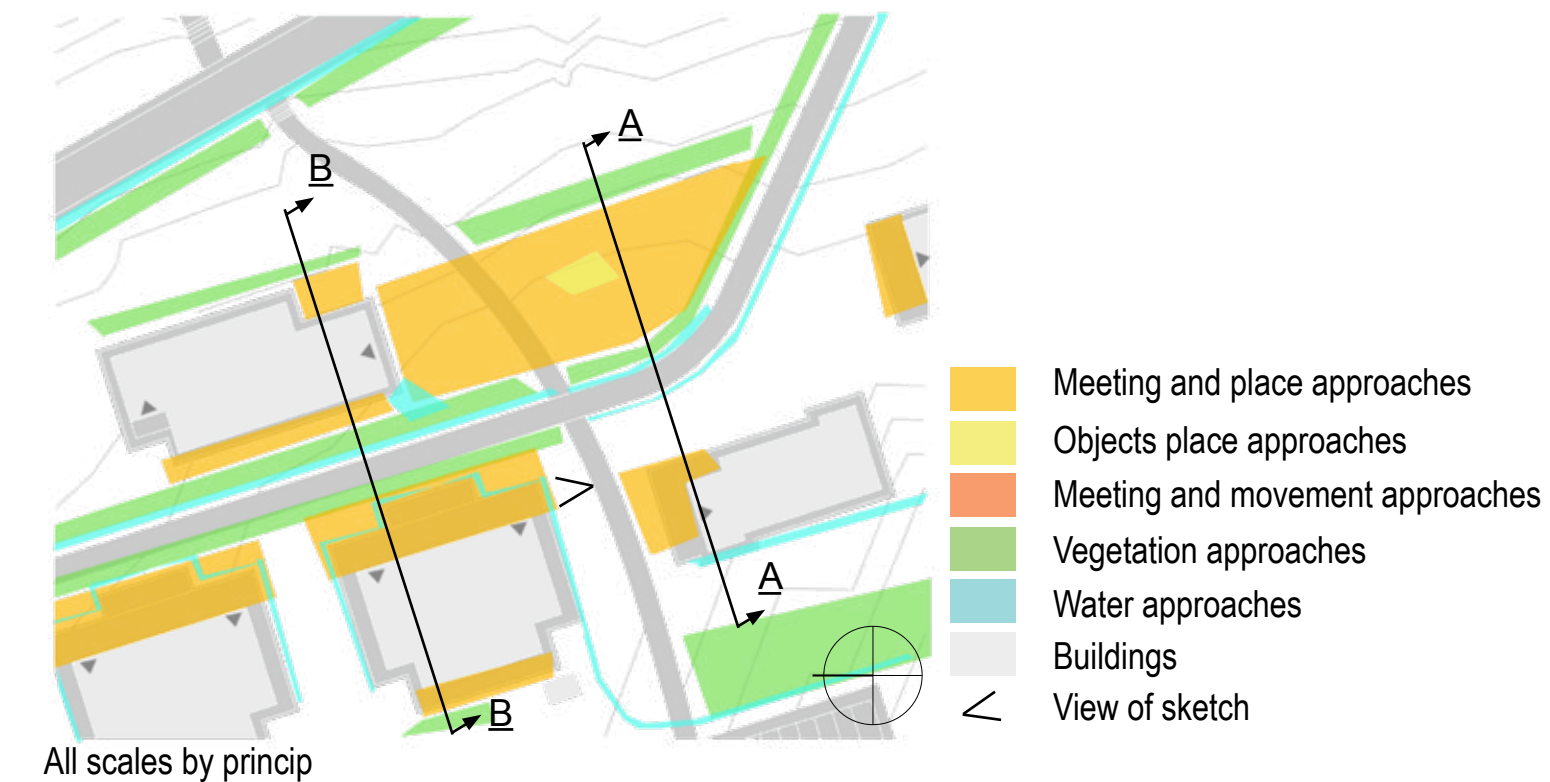 A
B
Meeting and place approaches
Objects place approaches
Meeting and movement approaches
Vegetation approaches
A
Water approaches
Buildings
B
View of sketch
All scales by princip